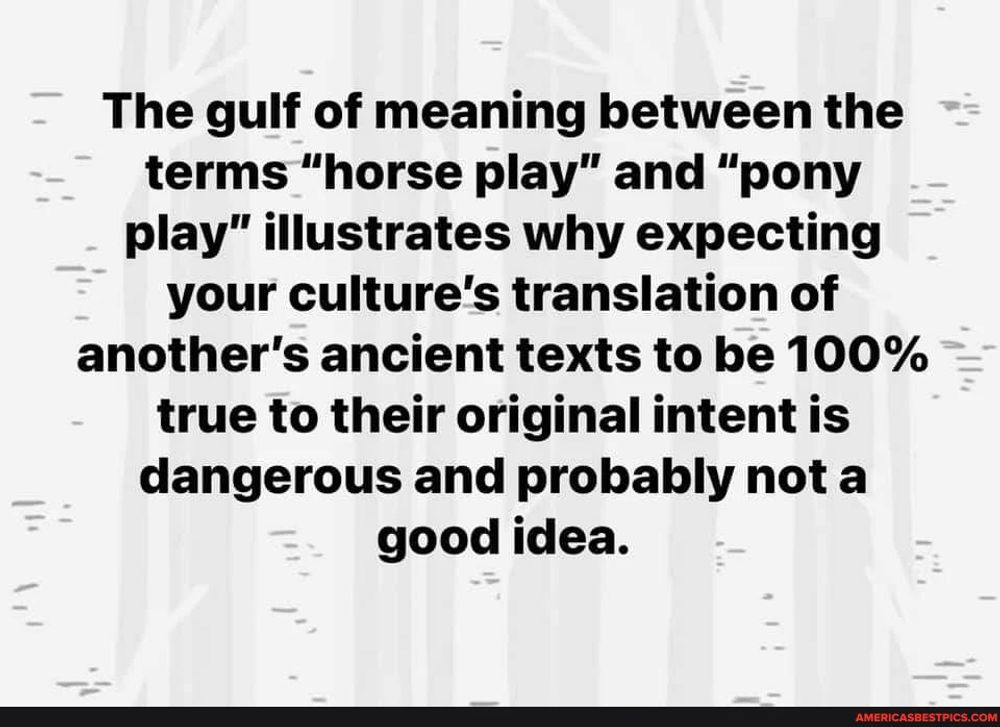 The gulf of meaning between the
terms “horse play” and “pony
play” illustrates why expecting
your culture’s translation of
another’s ancient texts to be 100%
true to their original intent is
dangerous and probably not a
good idea.
AMERICASBESTPICS.COM